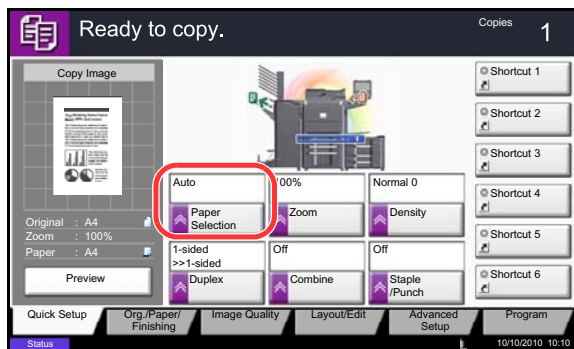 Ready to copy.
Copies 1
Copy Image
Original : A4
Zoom : 100%
Paper : A4
Preview
Auto
Paper
Selection
100%
Zoom
Normal 0
Density
1-sided
>>1-sided
Duplex
Off
Combine
Off
Staple
/Punch
Shortcut 1
Shortcut 2
Shortcut 3
Shortcut 4
Shortcut 5
Shortcut 6
Quick Setup
Org./Paper/
Finishing
Image Quality
Layout/Edit
Advanced
Setup
Program
Status
10/10/2010 10:10